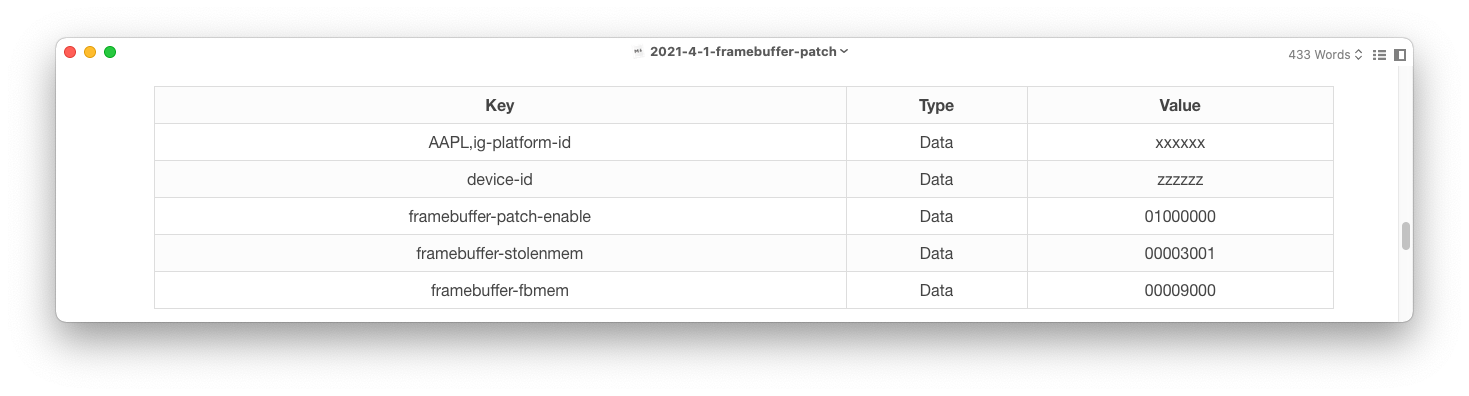 2021-4-1-framebuffer-patch
433 Words
Key Type Value
AAPL,ig-platform-id Data xxxxxx
device-id Data zzzzzz
framebuffer-patch-enable Data 01000000
framebuffer-stolenmem Data 00003001
framebuffer-fbmem Data 00009000